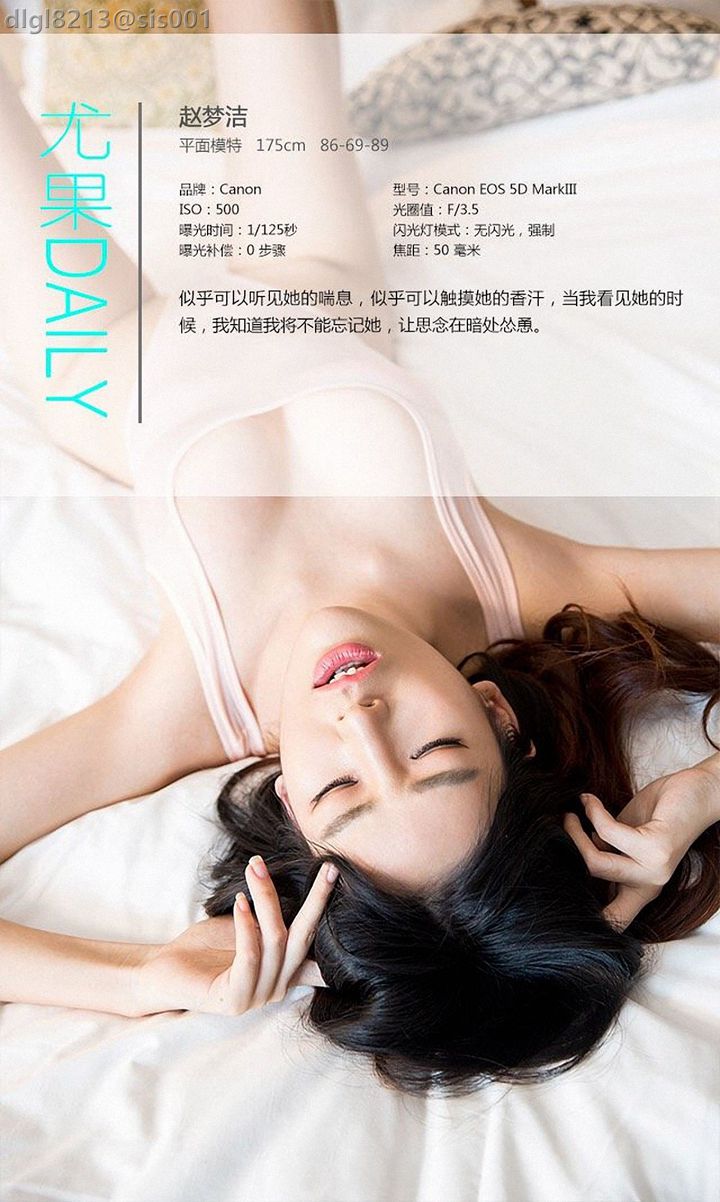 dlgl8213@sis001
尤果DAILY
赵梦洁
平面模特 175cm 86-69-89
品牌：Canon 型号：Canon EOS 5D MarkIII
ISO：500 光圈值：F/3.5
曝光时间：1/125秒 闪光灯模式：无闪光，强制
曝光补偿：0 步骤 焦距：50 毫米
似乎可以听见她的喘息，似乎可以触摸她的香汗，当我看见她的时
候，我知道我将不能忘记她，让思念在暗处怂恿。